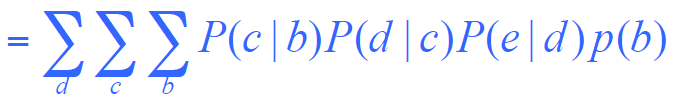 = ∑_d ∑_c ∑_b P(c | b)P(d | c)P(e | d)p(b)